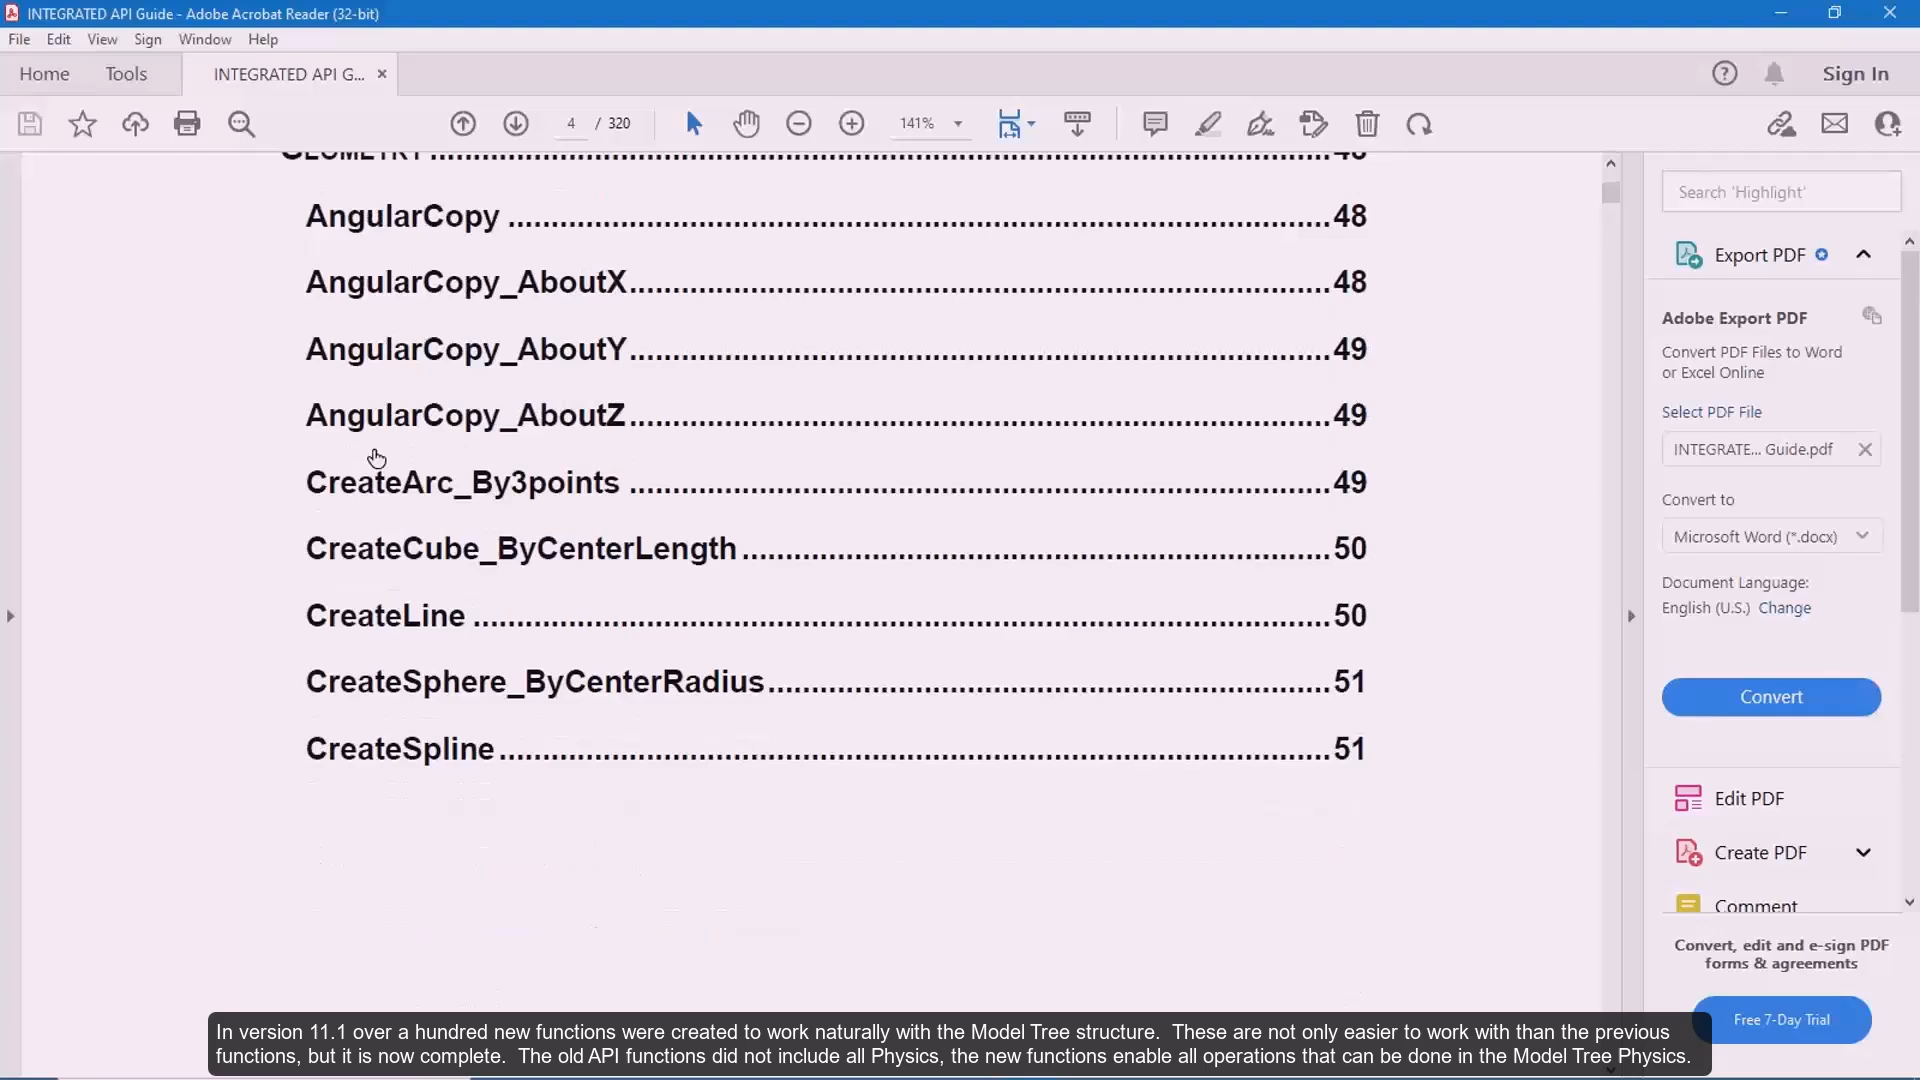 INTEGRATED API Guide - Adobe Acrobat Reader (32-bit)
File Edit View Sign Window Help
Home Tools INTEGRATED API G... × Sign In
4 / 320 141%
GEOMETRY 48
AngularCopy 48
AngularCopy_AboutX 48
AngularCopy_AboutY 49
AngularCopy_AboutZ 49
CreateArc_By3points 49
CreateCube_ByCenterLength 50
CreateLine 50
CreateSphere_ByCenterRadius 51
CreateSpline 51
Search 'Highlight'
Export PDF
Adobe Export PDF
Convert PDF Files to Word
or Excel Online
Select PDF File
INTEGRATE... Guide.pdf
Convert to
Microsoft Word (*.docx)
Document Language:
English (U.S.) Change
Convert
Edit PDF
Create PDF
Comment
Convert, edit and e-sign PDF
forms & agreements
Free 7-Day Trial
In version 11.1 over a hundred new functions were created to work naturally with the Model Tree structure. These are not only easier to work with than the previous
functions, but it is now complete. The old API functions did not include all Physics, the new functions enable all operations that can be done in the Model Tree Physics.